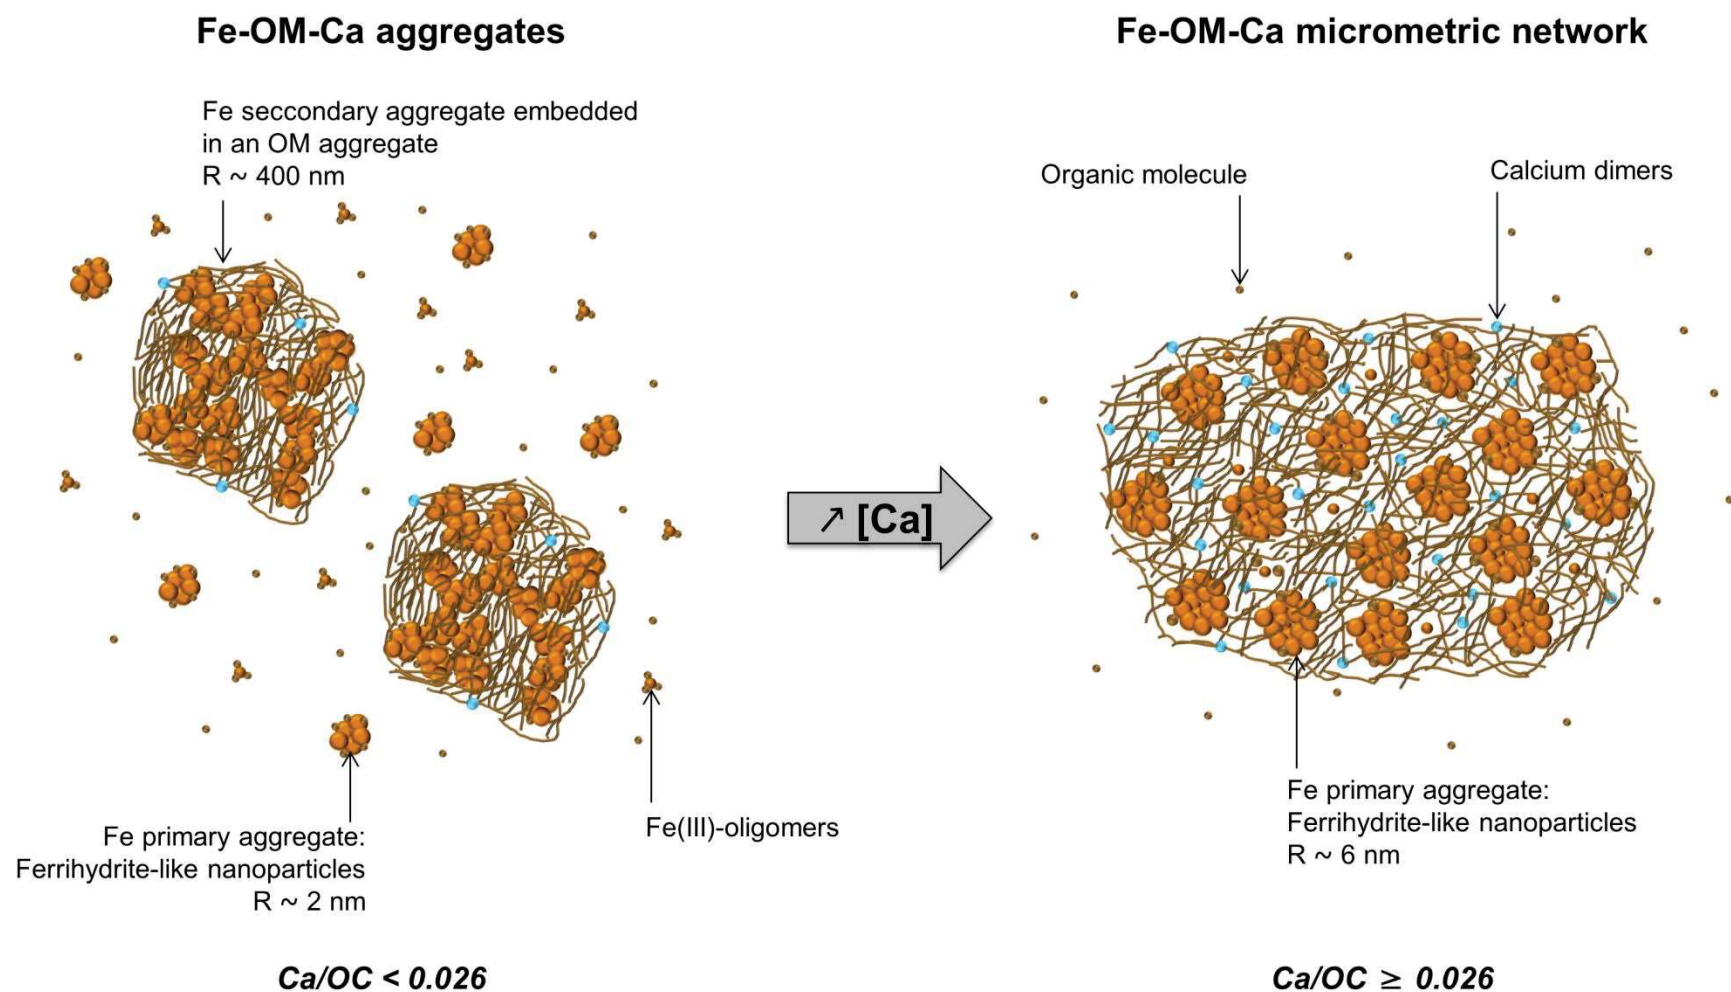 Fe-OM-Ca aggregates
Fe seccondary aggregate embedded
in an OM aggregate
R ~ 400 nm
Fe primary aggregate:
Ferrihydrite-like nanoparticles
R ~ 2 nm
Fe(III)-oligomers
Ca/OC < 0.026
↗ [Ca]
Fe-OM-Ca micrometric network
Organic molecule
Calcium dimers
Fe primary aggregate:
Ferrihydrite-like nanoparticles
R ~ 6 nm
Ca/OC ≥ 0.026